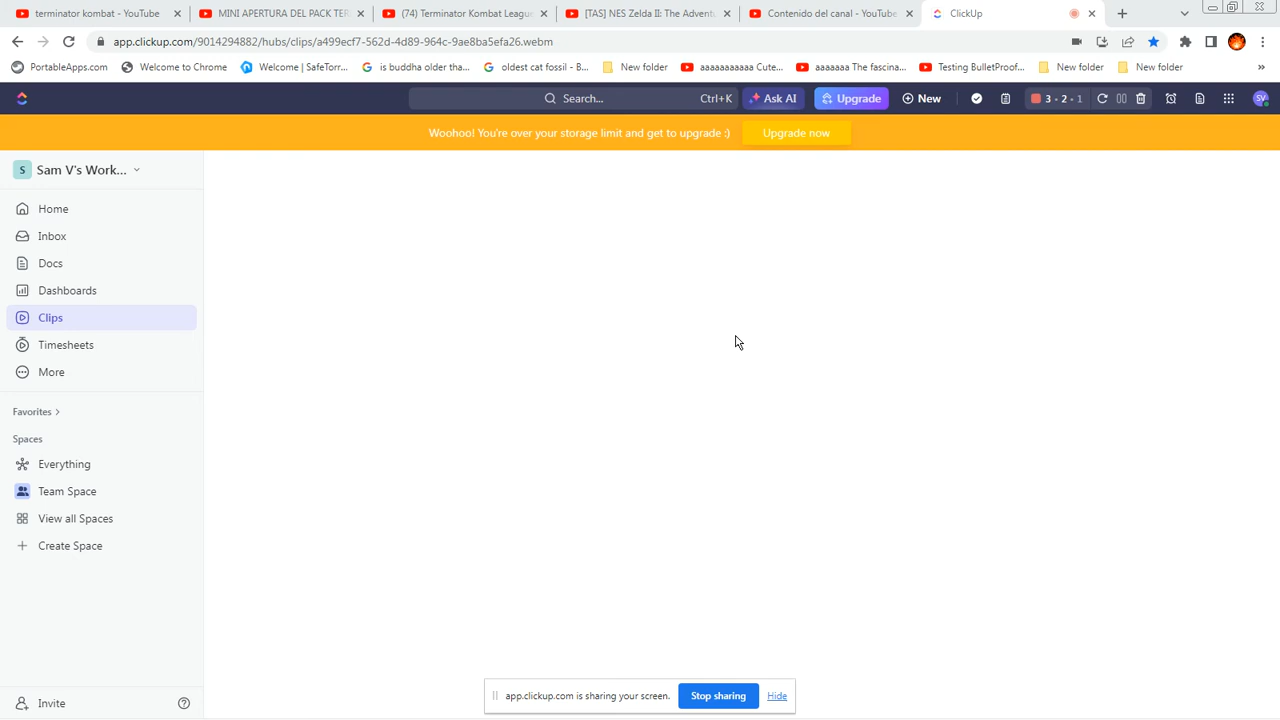 terminator kombat - YouTube
MINI APERTURA DEL PACK TER
(74) Terminator Kombat Leagu
[TAS] NES Zelda II: The Advent
Contenido del canal - YouTube
ClickUp
app.clickup.com/9014294882/hubs/clips/a499ecf7-562d-4d89-964c-9ae8ba5efa26.webm
PortableApps.com
Welcome to Chrome
Welcome | SafeTorr...
is buddha older tha...
oldest cat fossil - B...
New folder
aaaaaaaaaaa Cute...
aaaaaaa The fascina...
Testing BulletProof...
New folder
New folder
»
Search...
Ctrl+K
Ask AI
Upgrade
New
3 - 2 - 1
SV
Woohoo! You're over your storage limit and get to upgrade :)
Upgrade now
S
Sam V's Work...
Home
Inbox
Docs
Dashboards
Clips
Timesheets
More
Favorites
Spaces
Everything
Team Space
View all Spaces
Create Space
Invite
app.clickup.com is sharing your screen.
Stop sharing
Hide